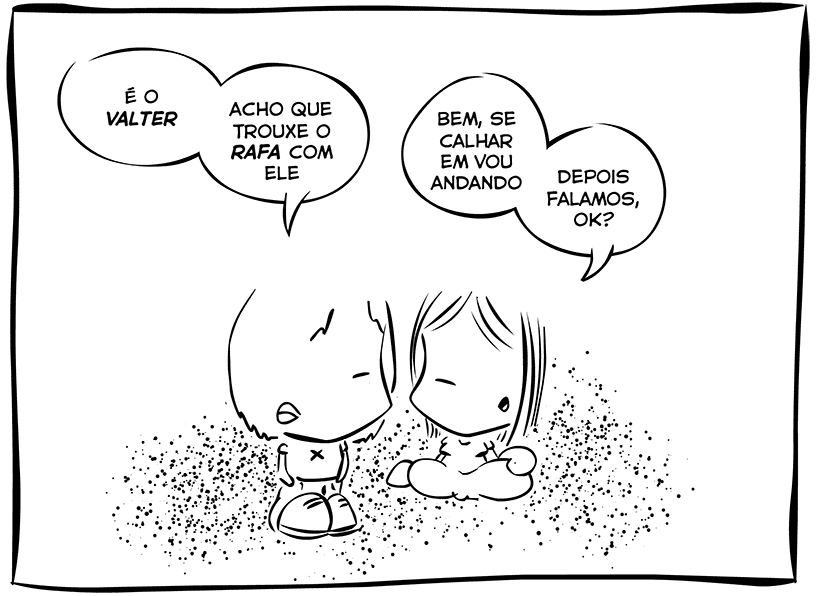 É O
VALTER
ACHO QUE
TROUXE O
RAFA COM
ELE
BEM, SE
CALHAR
EM VOU
ANDANDO
DEPOIS
FALAMOS,
OK?